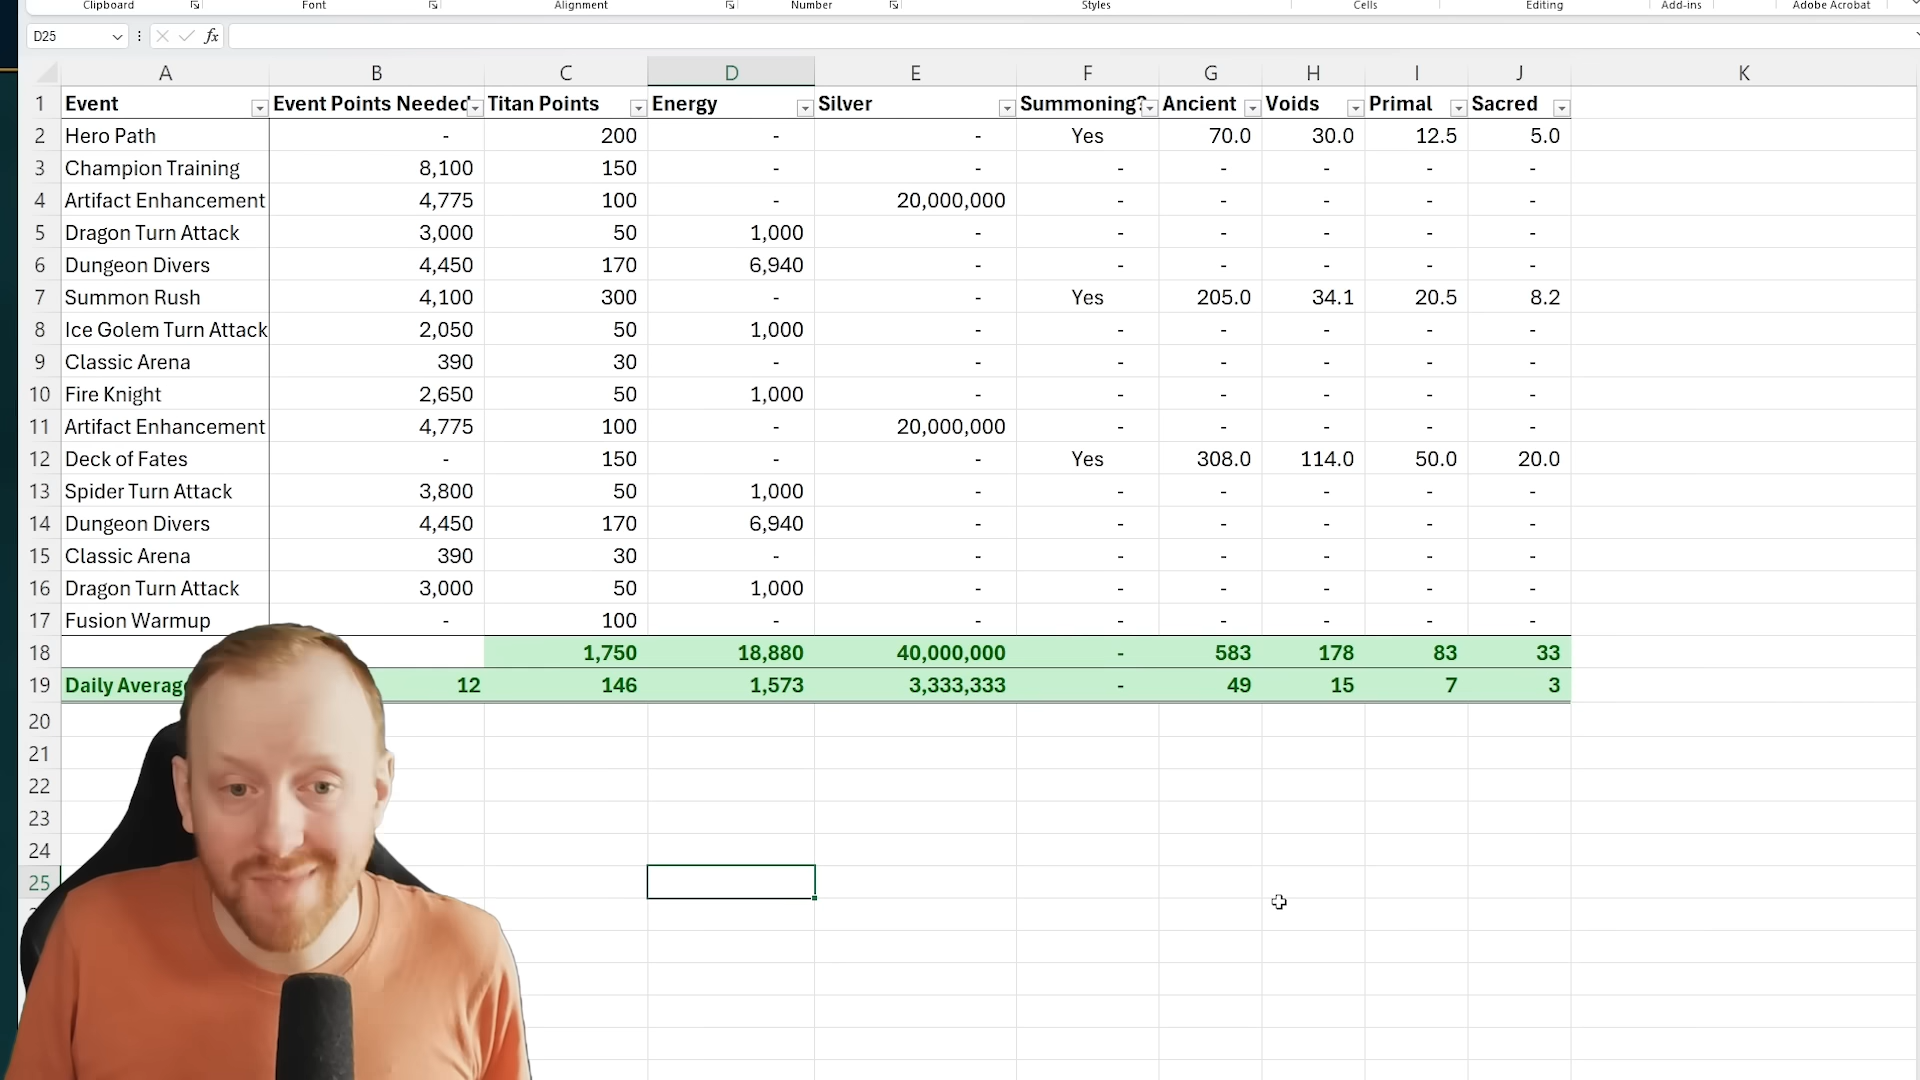 Clipboard Font Alignment Number Styles Cells Editing Add-ins Adobe Acrobat
D25 fx
A B C D E F G H I J K
1 Event Event Points Needed Titan Points Energy Silver Summoning? Ancient Voids Primal Sacred
2 Hero Path - 200 - - Yes 70.0 30.0 12.5 5.0
3 Champion Training 8,100 150 - - - - - - -
4 Artifact Enhancement 4,775 100 - 20,000,000 - - - - -
5 Dragon Turn Attack 3,000 50 1,000 - - - - - -
6 Dungeon Divers 4,450 170 6,940 - - - - - -
7 Summon Rush 4,100 300 - - Yes 205.0 34.1 20.5 8.2
8 Ice Golem Turn Attack 2,050 50 1,000 - - - - - -
9 Classic Arena 390 30 - - - - - - -
10 Fire Knight 2,650 50 1,000 - - - - - -
11 Artifact Enhancement 4,775 100 - 20,000,000 - - - - -
12 Deck of Fates - 150 - - Yes 308.0 114.0 50.0 20.0
13 Spider Turn Attack 3,800 50 1,000 - - - - - -
14 Dungeon Divers 4,450 170 6,940 - - - - - -
15 Classic Arena 390 30 - - - - - - -
16 Dragon Turn Attack 3,000 50 1,000 - - - - - -
17 Fusion Warmup - 100 - - - - - - -
18 1,750 18,880 40,000,000 - 583 178 83 33
19 Daily Average 12 146 1,573 3,333,333 - 49 15 7 3
20
21
22
23
24
25